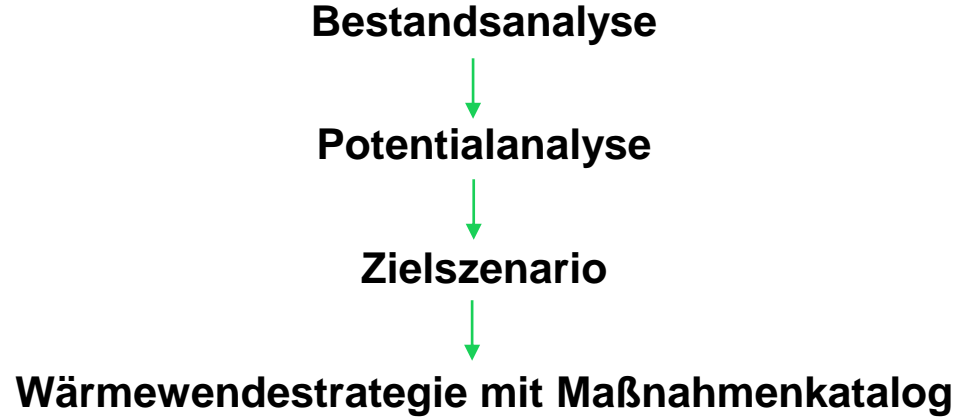 Bestandsanalyse
Potentialanalyse
Zielszenario
Wärmewendestrategie mit Maßnahmenkatalog